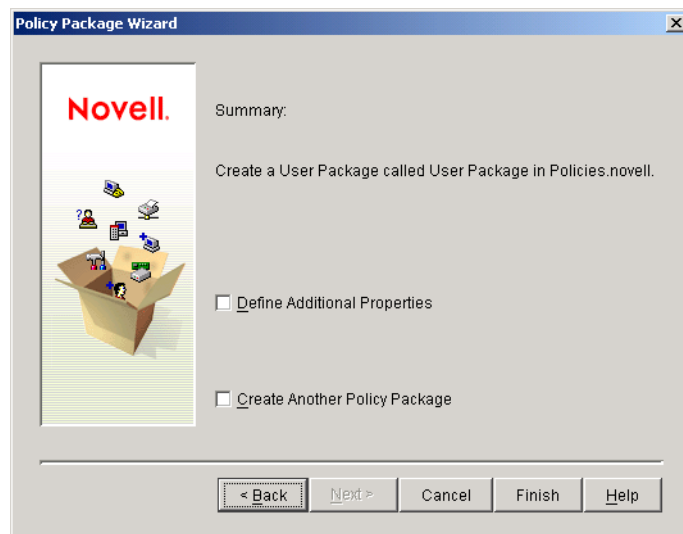 Policy Package Wizard
Novell.
Summary:
Create a User Package called User Package in Policies.novell.
Define Additional Properties
Create Another Policy Package
< Back
Next >
Cancel
Finish
Help